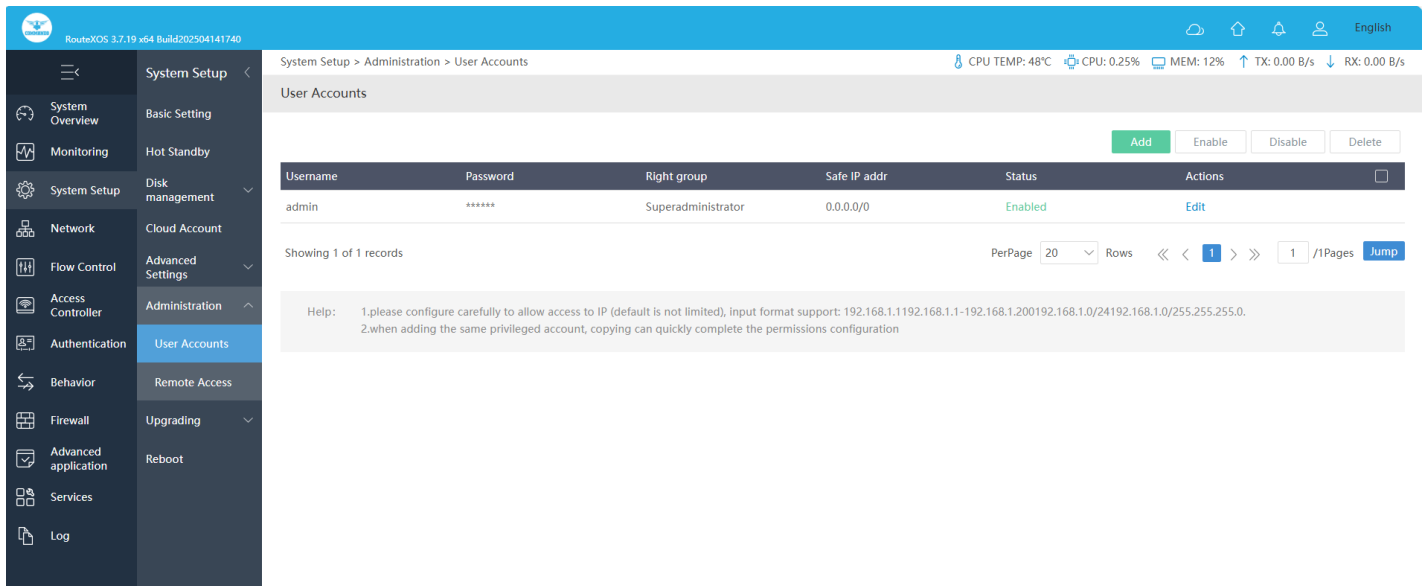 RouteXOS 3.7.19 x64 Build202504141740
English
System Setup
System Setup > Administration > User Accounts
CPU TEMP: 48℃ CPU: 0.25% MEM: 12% TX: 0.00 B/s RX: 0.00 B/s
User Accounts
System Overview
Monitoring
System Setup
Network
Flow Control
Access Controller
Authentication
Behavior
Firewall
Advanced application
Services
Log
Basic Setting
Hot Standby
Disk management
Cloud Account
Advanced Settings
Administration
User Accounts
Remote Access
Upgrading
Reboot
Add Enable Disable Delete
Username Password Right group Safe IP addr Status Actions
admin ****** Superadministrator 0.0.0.0/0 Enabled Edit
Showing 1 of 1 records PerPage 20 Rows 1 1 /1Pages Jump
Help: 1.please configure carefully to allow access to IP (default is not limited), input format support: 192.168.1.1192.168.1.1-192.168.1.200192.168.1.0/24192.168.1.0/255.255.255.0.
2.when adding the same privileged account, copying can quickly complete the permissions configuration